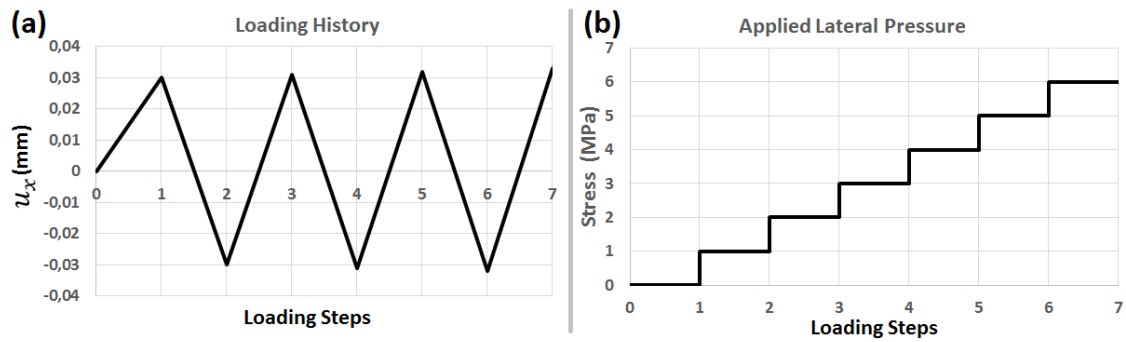 (a)
Loading History
0,04
0,03
0,02
0,01
0
-0,01
-0,02
-0,03
-0,04
u_x (mm)
0 1 2 3 4 5 6 7
Loading Steps
(b)
Applied Lateral Pressure
7
6
5
4
3
2
1
0
Stress (MPa)
0 1 2 3 4 5 6 7
Loading Steps